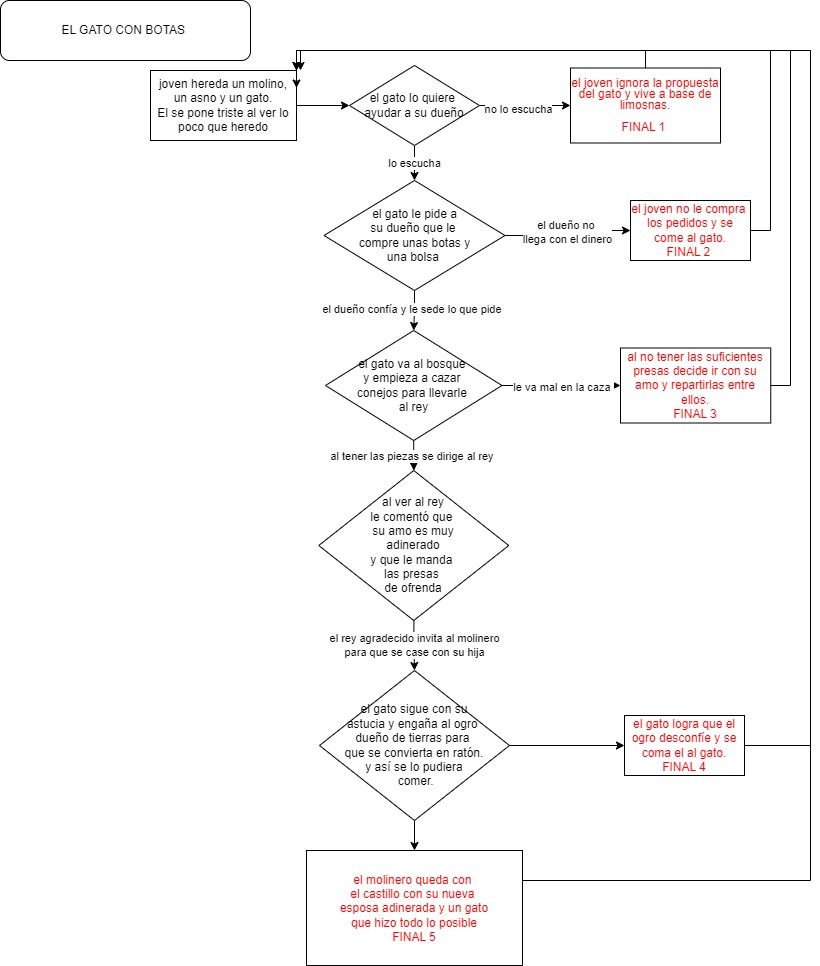 EL GATO CON BOTAS
joven hereda un molino,
un asno y un gato.
El se pone triste al ver lo
poco que heredo
el gato lo quiere
ayudar a su dueño
no lo escucha
el joven ignora la propuesta
del gato y vive a base de
limosnas.
FINAL 1
lo escucha
el gato le pide a
su dueño que le
compre unas botas y
una bolsa
el dueño no
llega con el dinero
el joven no le compra
los pedidos y se
come al gato.
FINAL 2
el dueño confía y le sede lo que pide
el gato va al bosque
y empieza a cazar
conejos para llevarle
al rey
le va mal en la caza
al no tener las suficientes
presas decide ir con su
amo y repartirlas entre
ellos.
FINAL 3
al tener las piezas se dirige al rey
al ver al rey
le comentó que
su amo es muy
adinerado
y que le manda
las presas
de ofrenda
el rey agradecido invita al molinero
para que se case con su hija
el gato sigue con su
astucia y engaña al ogro
dueño de tierras para
que se convierta en ratón.
y así se lo pudiera
comer.
el gato logra que el
ogro desconfíe y se
coma el al gato.
FINAL 4
el molinero queda con
el castillo con su nueva
esposa adinerada y un gato
que hizo todo lo posible
FINAL 5